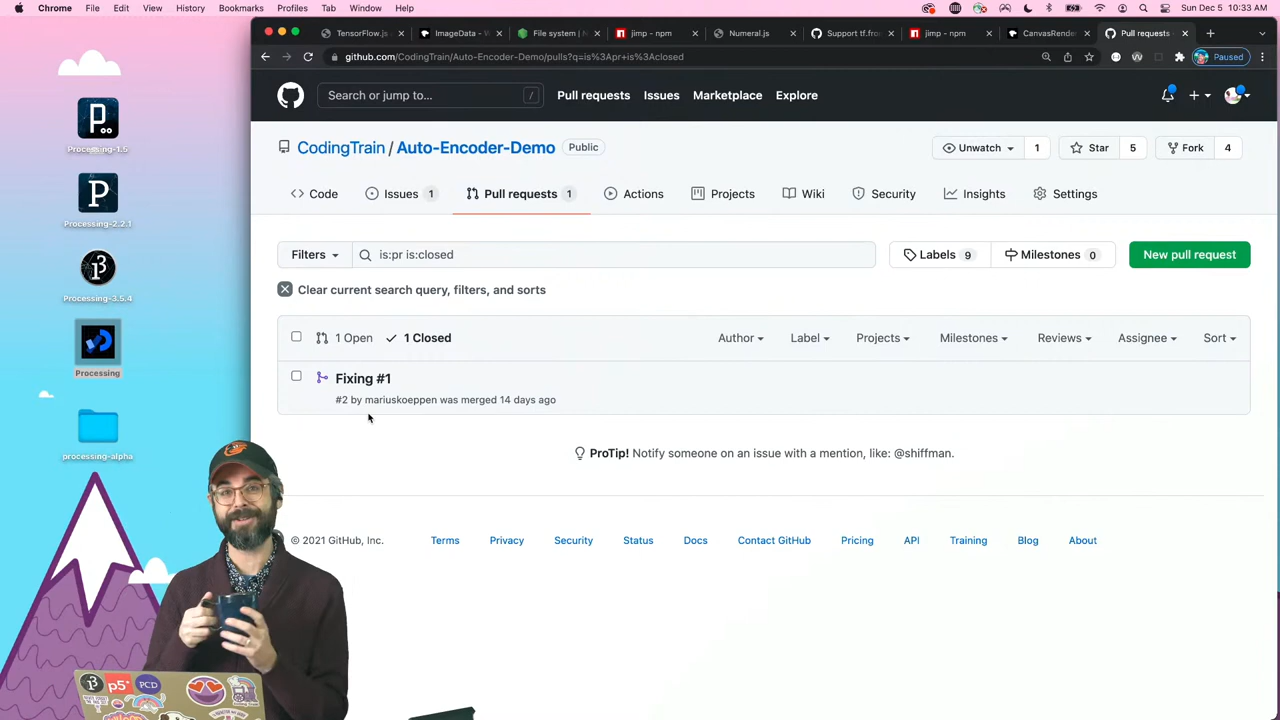 Chrome File Edit View History Bookmarks Profiles Tab Window Help
Sun Dec 5 10:33 AM
TensorFlow.js
ImageData - W
File system | N
jimp - npm
Numeral.js
Support tf.fro
jimp - npm
CanvasRende
Pull requests
github.com/CodingTrain/Auto-Encoder-Demo/pulls?q=is%3Apr+is%3Aclosed
Paused
Search or jump to... /
Pull requests Issues Marketplace Explore
CodingTrain / Auto-Encoder-Demo Public
Unwatch 1 Star 5 Fork 4
Code Issues 1 Pull requests 1 Actions Projects Wiki Security Insights Settings
Filters is:pr is:closed Labels 9 Milestones 0 New pull request
Clear current search query, filters, and sorts
1 Open 1 Closed Author Label Projects Milestones Reviews Assignee Sort
Fixing #1
#2 by mariuskoeppen was merged 14 days ago
ProTip! Notify someone on an issue with a mention, like: @shiffman.
© 2021 GitHub, Inc. Terms Privacy Security Status Docs Contact GitHub Pricing API Training Blog About
Processing-1.5
Processing-2.2.1
Processing-3.5.4
Processing
processing-alpha
p5*
PCD